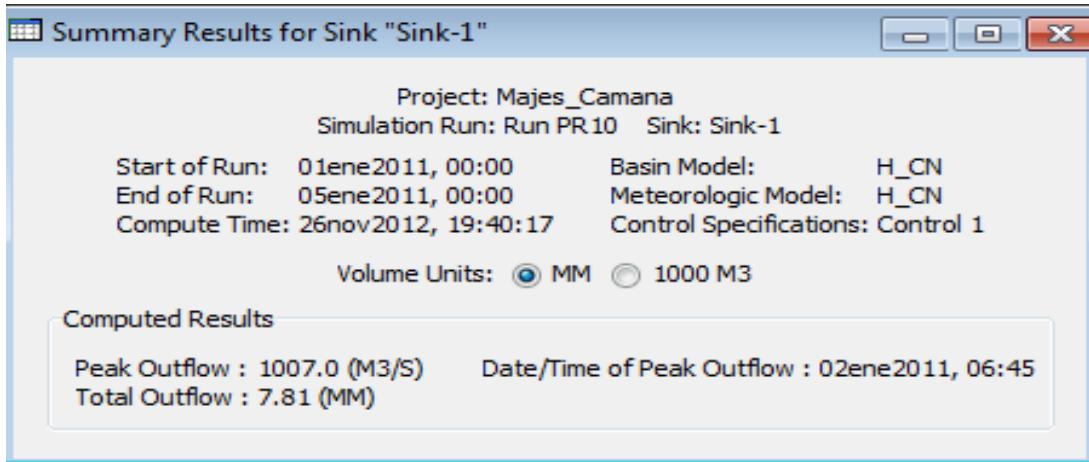 Summary Results for Sink "Sink-1"
Project: Majes_Camana
Simulation Run: Run PR10 Sink: Sink-1
Start of Run: 01ene2011, 00:00 Basin Model: H_CN
End of Run: 05ene2011, 00:00 Meteorologic Model: H_CN
Compute Time: 26nov2012, 19:40:17 Control Specifications: Control 1
Volume Units: MM 1000 M3
Computed Results
Peak Outflow : 1007.0 (M3/S) Date/Time of Peak Outflow : 02ene2011, 06:45
Total Outflow : 7.81 (MM)